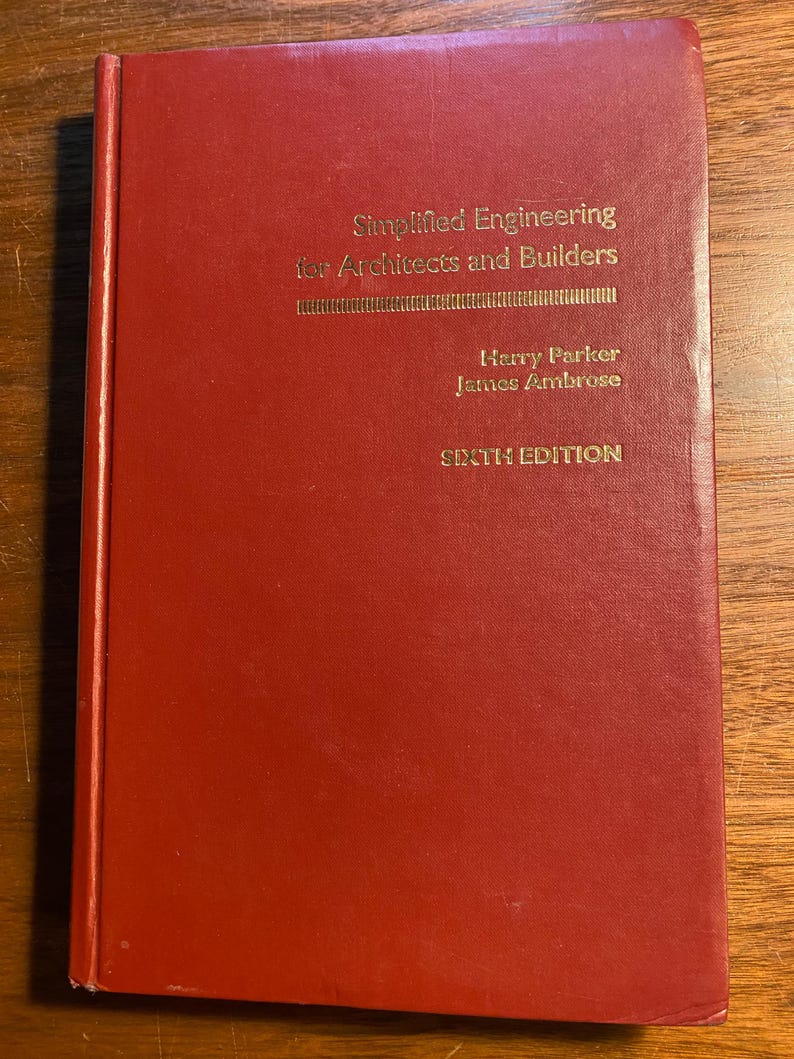 Simplified Engineering
for Architects and Builders
Harry Parker
James Ambrose
SIXTH EDITION